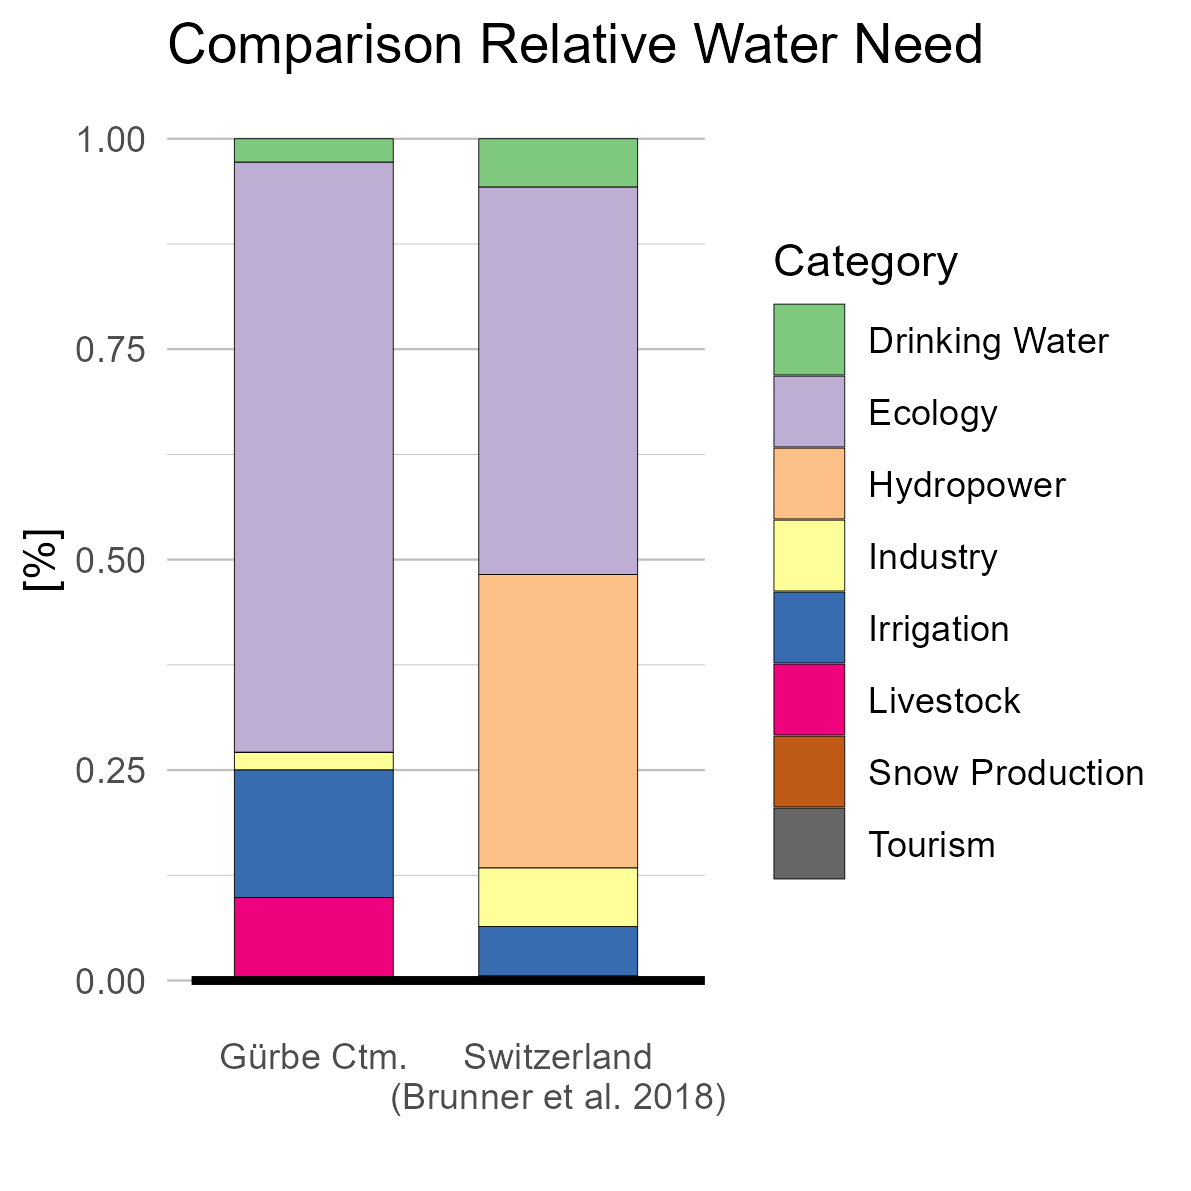 Comparison Relative Water Need
1.00
0.75
0.50
0.25
0.00
[%]
Gürbe Ctm.
Switzerland
(Brunner et al. 2018)
Category
Drinking Water
Ecology
Hydropower
Industry
Irrigation
Livestock
Snow Production
Tourism